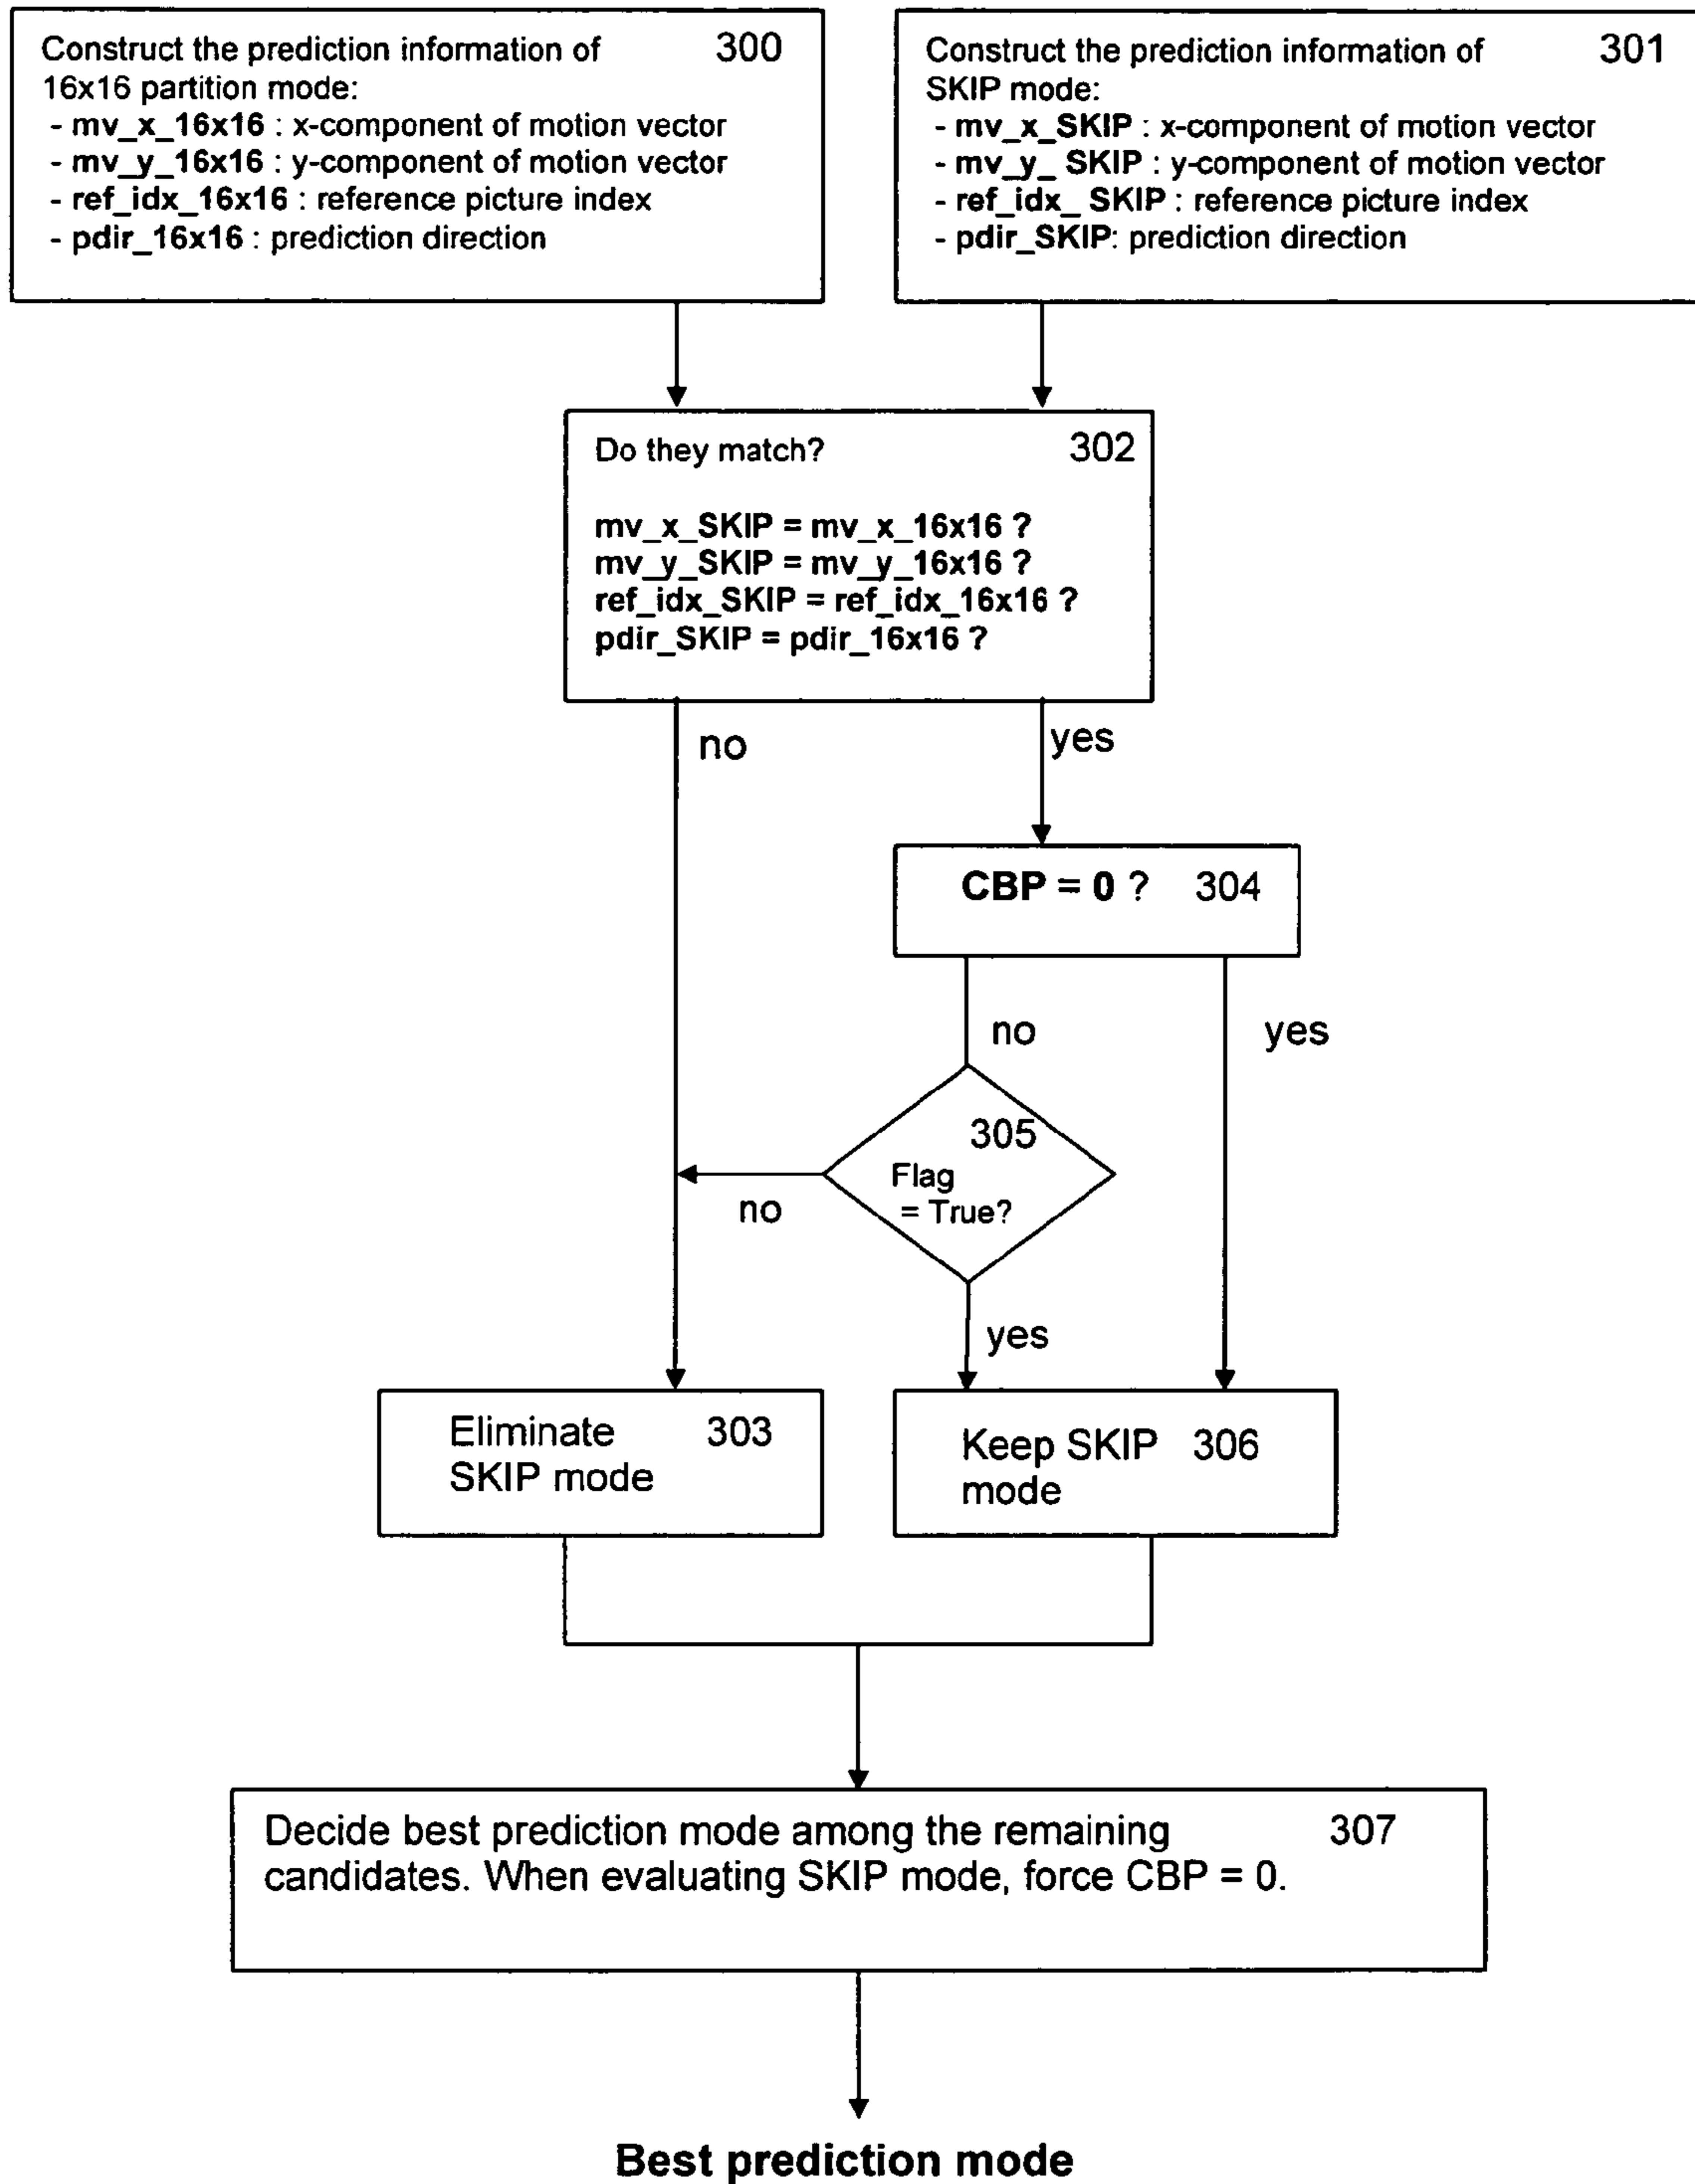 Construct the prediction information of 300
16x16 partition mode:
- mv_x_16x16 : x-component of motion vector
- mv_y_16x16 : y-component of motion vector
- ref_idx_16x16 : reference picture index
- pdir_16x16 : prediction direction
Construct the prediction information of 301
SKIP mode:
- mv_x_SKIP : x-component of motion vector
- mv_y_ SKIP : y-component of motion vector
- ref_idx_ SKIP : reference picture index
- pdir_SKIP: prediction direction
Do they match? 302
mv_x_SKIP = mv_x_16x16 ?
mv_y_SKIP = mv_y_16x16 ?
ref_idx_SKIP = ref_idx_16x16 ?
pdir_SKIP = pdir_16x16 ?
no
yes
CBP = 0 ? 304
no
yes
305
Flag
= True?
no
yes
Eliminate 303
SKIP mode
Keep SKIP 306
mode
Decide best prediction mode among the remaining 307
candidates. When evaluating SKIP mode, force CBP = 0.
Best prediction mode